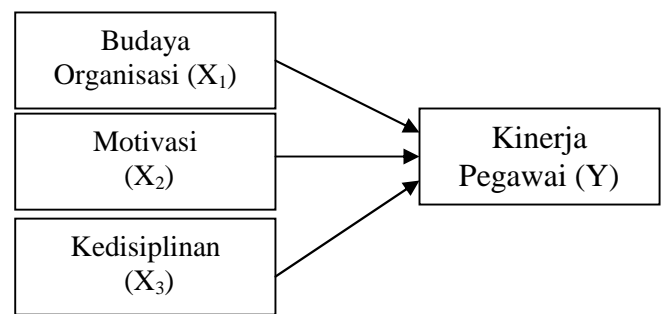 Budaya
Organisasi (X₁)
Motivasi
(X₂)
Kedisiplinan
(X₃)
Kinerja
Pegawai (Y)